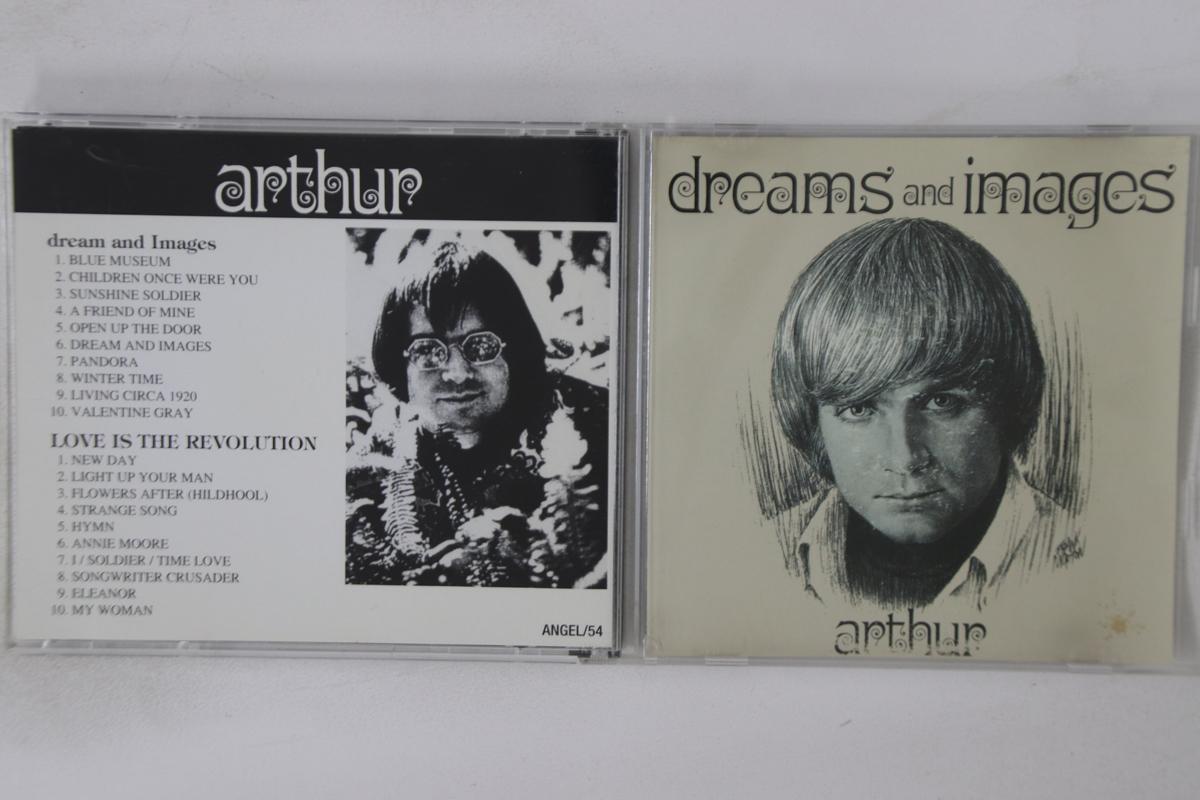 arthur
dream and Images
1. BLUE MUSEUM
2. CHILDREN ONCE WERE YOU
3. SUNSHINE SOLDIER
4. A FRIEND OF MINE
5. OPEN UP THE DOOR
6. DREAM AND IMAGES
7. PANDORA
8. WINTER TIME
9. LIVING CIRCA 1920
10. VALENTINE GRAY
LOVE IS THE REVOLUTION
1. NEW DAY
2. LIGHT UP YOUR MAN
3. FLOWERS AFTER (HILDHOOL)
4. STRANGE SONG
5. HYMN
6. ANNIE MOORE
7. I / SOLDIER / TIME LOVE
8. SONGWRITER CRUSADER
9. ELEANOR
10. MY WOMAN
ANGEL/54
dreams and images
arthur